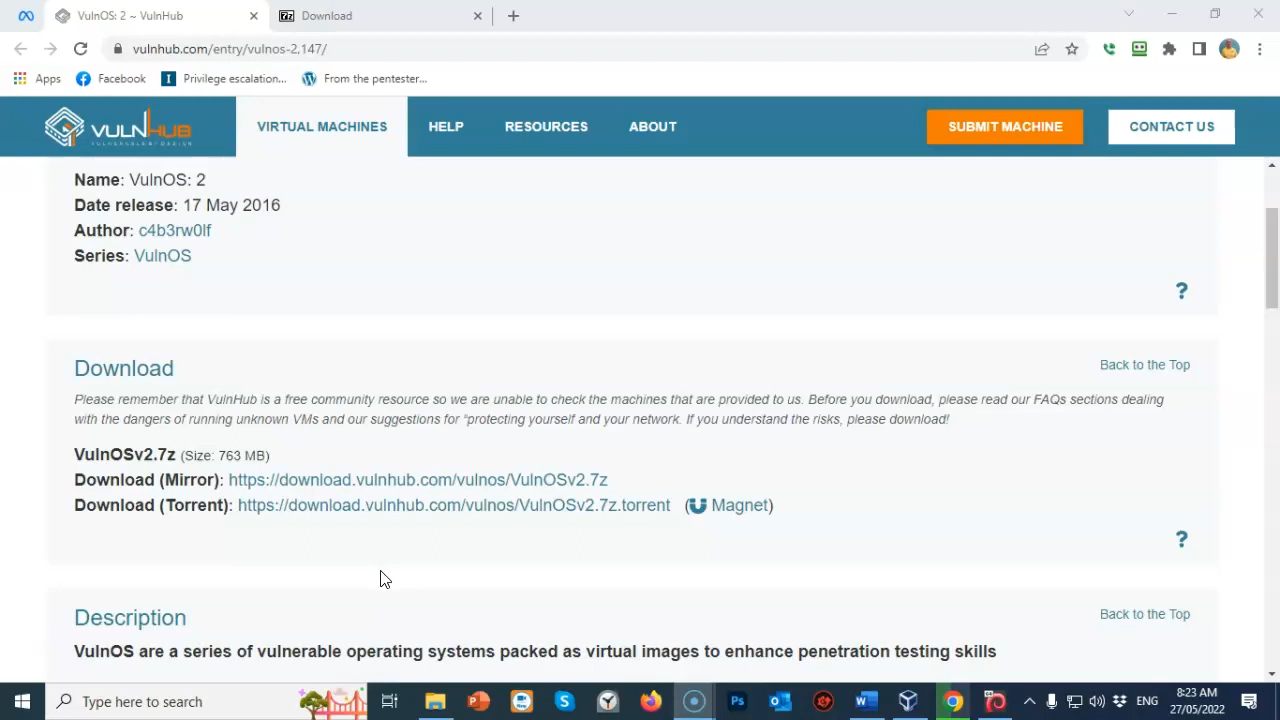 VulnOS: 2 ~ VulnHub
Download
vulnhub.com/entry/vulnos-2,147/
Apps
Facebook
Privilege escalation...
From the pentester...
VULNHUB
VULNERABLE BY DESIGN
VIRTUAL MACHINES
HELP
RESOURCES
ABOUT
SUBMIT MACHINE
CONTACT US
Name: VulnOS: 2
Date release: 17 May 2016
Author: c4b3rw0lf
Series: VulnOS
?
Download
Back to the Top
Please remember that VulnHub is a free community resource so we are unable to check the machines that are provided to us. Before you download, please read our FAQs sections dealing
with the dangers of running unknown VMs and our suggestions for “protecting yourself and your network. If you understand the risks, please download!
VulnOSv2.7z (Size: 763 MB)
Download (Mirror): https://download.vulnhub.com/vulnos/VulnOSv2.7z
Download (Torrent): https://download.vulnhub.com/vulnos/VulnOSv2.7z.torrent (Magnet)
?
Description
Back to the Top
VulnOS are a series of vulnerable operating systems packed as virtual images to enhance penetration testing skills
Type here to search
ENG
8:23 AM
27/05/2022